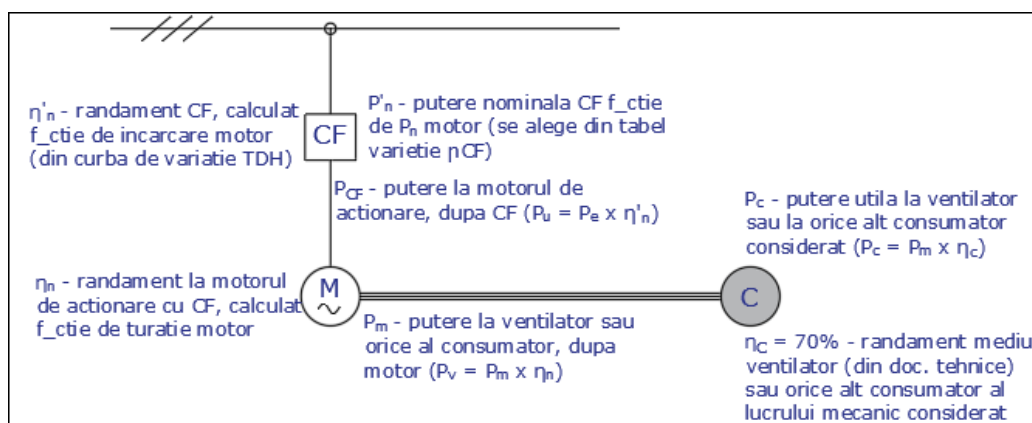 η'n - randament CF, calculat
f_ctie de incarcare motor
(din curba de variatie TDH)
CF
P'n - putere nominala CF f_ctie
de Pn motor (se alege din tabel
varietie ηCF)
PCF - putere la motorul de
actionare, dupa CF (Pu = Pe x η'n)
Pc - putere utila la ventilator
sau la orice alt consumator
considerat (Pc = Pm x ηc)
ηn - randament la motorul
de actionare cu CF, calculat
f_ctie de turatie motor
M
~
C
Pm - putere la ventilator sau
orice al consumator, dupa
motor (Pv = Pm x ηn)
ηC = 70% - randament mediu
ventilator (din doc. tehnice)
sau orice alt consumator al
lucrului mecanic considerat